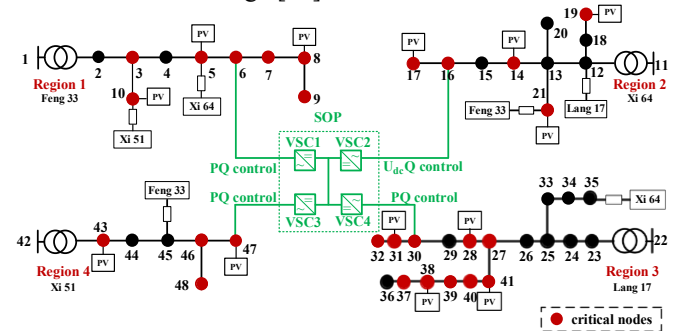 1
2
3
4
5
6
7
8
9
10
PV
PV
PV
Region 1
Feng 33
Xi 51
Xi 64
SOP
VSC1
VSC2
VSC3
VSC4
PQ control
UdcQ control
PQ control
PQ control
11
12
13
14
15
16
17
18
19
20
21
PV
PV
PV
PV
Feng 33
Lang 17
Region 2
Xi 64
42
43
44
45
46
47
48
PV
PV
Feng 33
Region 4
Xi 51
22
23
24
25
26
27
28
29
30
31
32
33
34
35
36
37
38
39
40
41
PV
PV
PV
PV
Xi 64
Region 3
Lang 17
critical nodes